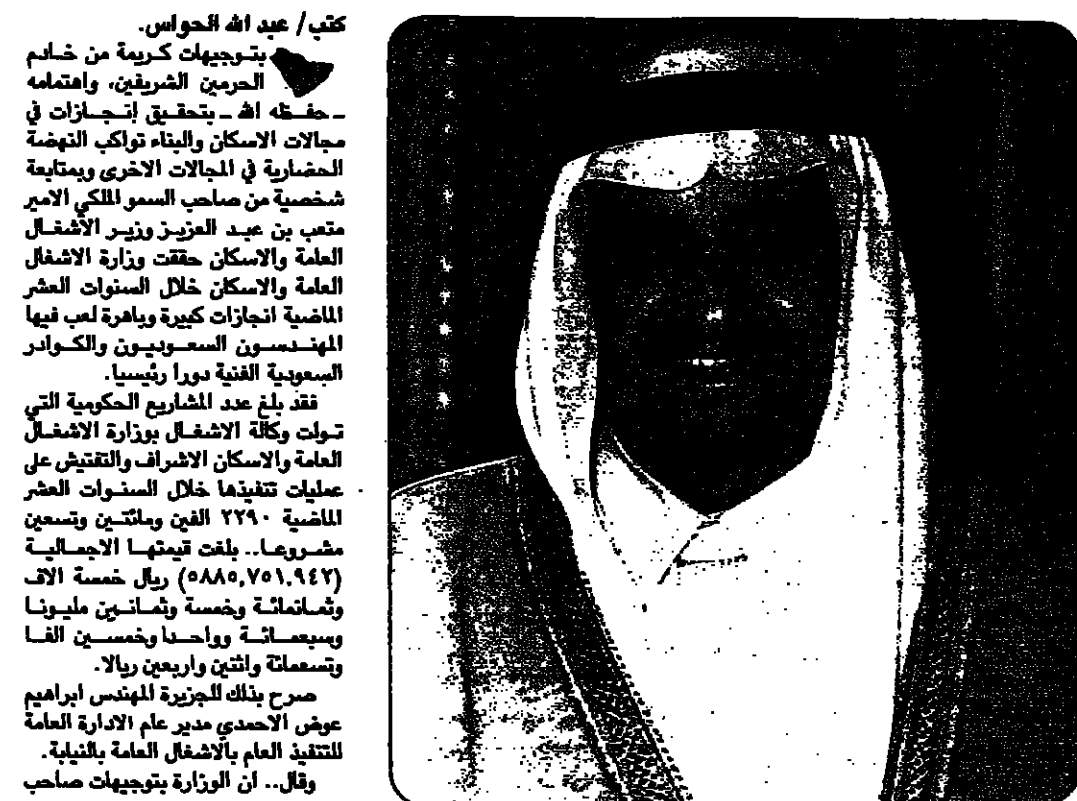 كتب/ عبد الله الحواس.
بتوجيهات كريمة من خادم
الحرمين الشريفين، واهتمامه
ـ حفظه الله ـ بتحقيق إنجازات في
مجالات الاسكان والبناء تواكب النهضة
الحضارية في المجالات الاخرى وبمتابعة
شخصية من صاحب السمو الملكي الامير
متعب بن عبد العزيز وزير الأشغال
العامة والاسكان حققت وزارة الاشغال
العامة والاسكان خلال السنوات العشر
الماضية انجازات كبيرة وباهرة لعب فيها
المهندسون السعوديون والكوادر
السعودية الفنية دورا رئيسيا.
فقد بلغ عدد المشاريع الحكومية التي
تولت وكالة الاشغال بوزارة الاشغال
العامة والاسكان الاشراف والتفتيش على
عمليات تنفيذها خلال السنوات العشر
الماضية ٢٢٩٠ الفين ومائتين وتسعين
مشروعا.. بلغت قيمتها الاجمالية
(٥٨٨٥,٧٥١,٩٤٢) ريال خمسة الاف
وثمانمائة وخمسة وثمانين مليونا
وسبعمائة وواحدا وخمسين الفا
وتسعمائة واثنتين واربعين ريالا.
صرح بذلك للجزيرة المهندس ابراهيم
عوض الاحمدي مدير عام الادارة العامة
للتنفيذ العام بالاشغال العامة بالنيابة.
وقال.. ان الوزارة بتوجيهات صاحب